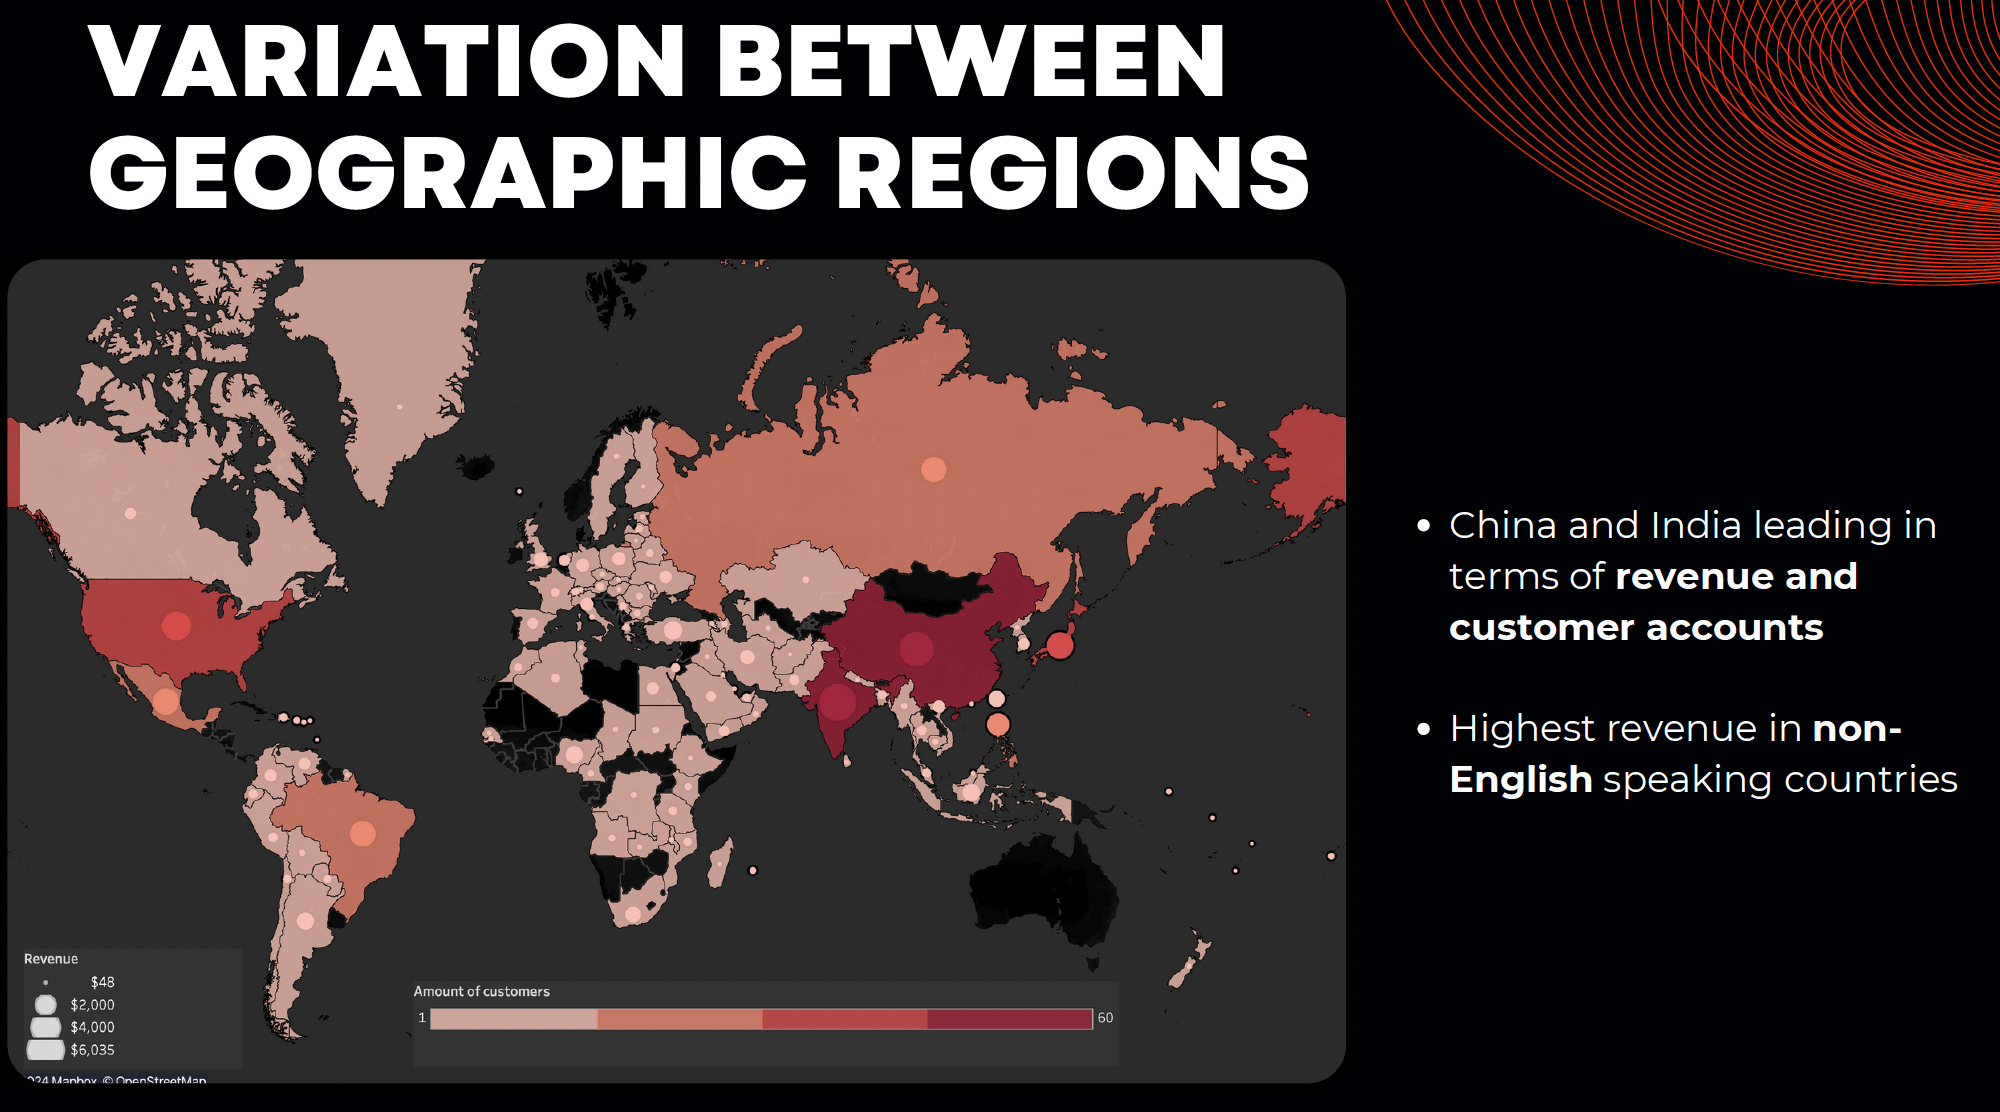 VARIATION BETWEEN
GEOGRAPHIC REGIONS
• China and India leading in
terms of revenue and
customer accounts
• Highest revenue in non-
English speaking countries
Revenue
$48
$2,000
$4,000
$6,035
Amount of customers
1 60
024 Mapbox © OpenStreetMap